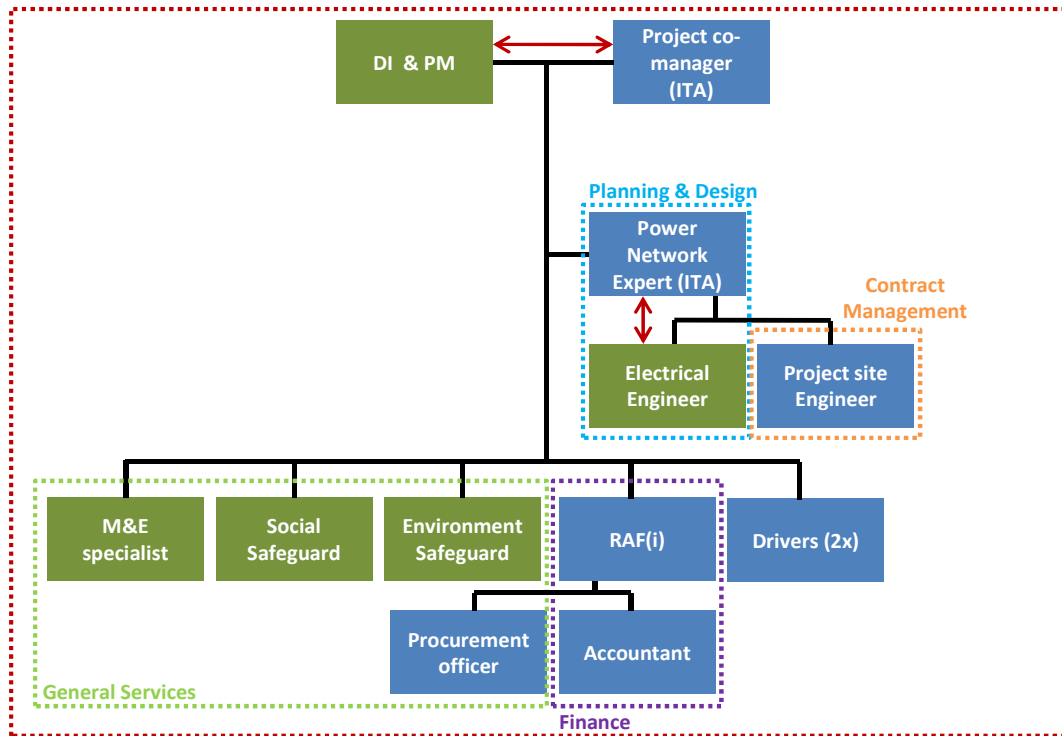 DI & PM
Project co-
manager
(ITA)
Planning & Design
Power
Network
Expert (ITA)
Contract
Management
Electrical
Engineer
Project site
Engineer
M&E
specialist
Social
Safeguard
Environment
Safeguard
RAF(i)
Drivers (2x)
Procurement
officer
Accountant
General Services
Finance